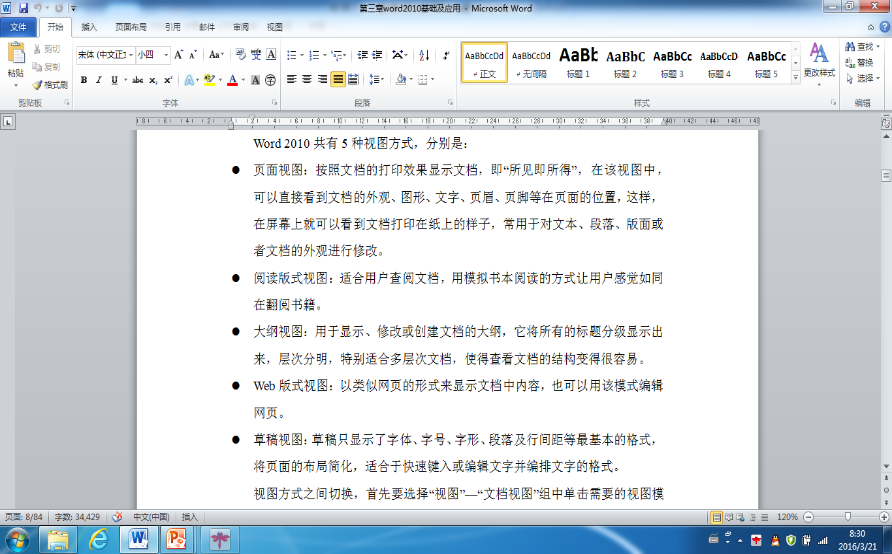 第三章word2010基础及应用 - Microsoft Word
文件 开始 插入 页面布局 引用 邮件 审阅 视图
粘贴
剪切
复制
格式刷
宋体 (中文正 小四
AaBbCcDd AaBbCcDd AaBb AaBbC AaBbCc AaBbCcD AaBbCc
正文 无间隔 标题 1 标题 2 标题 3 标题 4 标题 5
更改样式
查找
替换
选择
剪贴板 字体 段落 样式 编辑
Word 2010 共有 5 种视图方式，分别是：
● 页面视图：按照文档的打印效果显示文档，即“所见即所得”，在该视图中，
可以直接看到文档的外观、图形、文字、页眉、页脚等在页面的位置，这样，
在屏幕上就可以看到文档打印在纸上的样子，常用于对文本、段落、版面或
者文档的外观进行修改。
● 阅读版式视图：适合用户查阅文档，用模拟书本阅读的方式让用户感觉如同
在翻阅书籍。
● 大纲视图：用于显示、修改或创建文档的大纲，它将所有的标题分级显示出
来，层次分明，特别适合多层次文档，使得查看文档的结构变得很容易。
● Web 版式视图：以类似网页的形式来显示文档中内容，也可以用该模式编辑
网页。
● 草稿视图：草稿只显示了字体、字号、字形、段落及行间距等最基本的格式，
将页面的布局简化，适合于快速键入或编辑文字并编排文字的格式。
视图方式之间切换，首先要选择“视图”—“文档视图”组中单击需要的视图模
页面: 8/84 字数: 34,429 中文(中国) 插入 120%
8:30
2016/3/21